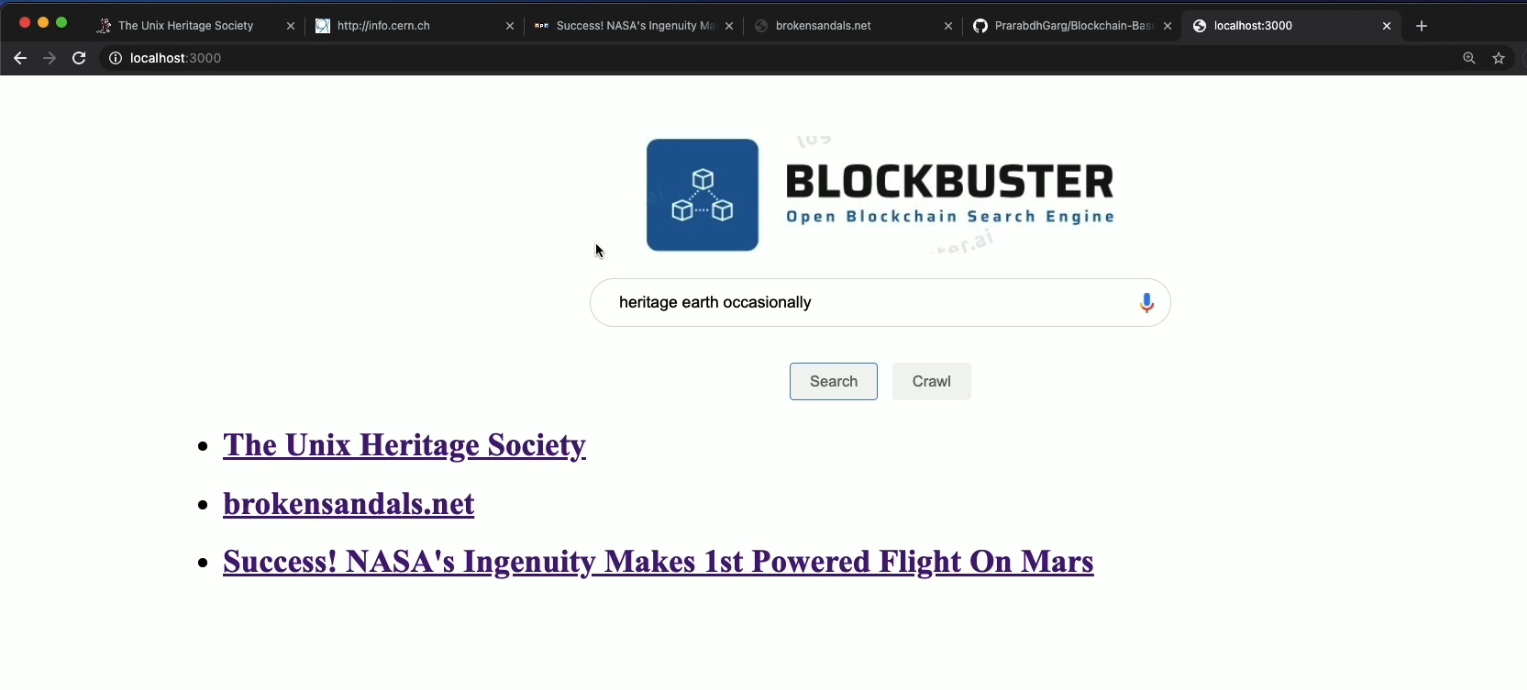 The Unix Heritage Society
http://info.cern.ch
Success! NASA's Ingenuity Ma
brokensandals.net
PrarabdhGarg/Blockchain-Bas
localhost:3000
localhost:3000
BLOCKBUSTER
Open Blockchain Search Engine
heritage earth occasionally
Search
Crawl
The Unix Heritage Society
brokensandals.net
Success! NASA's Ingenuity Makes 1st Powered Flight On Mars